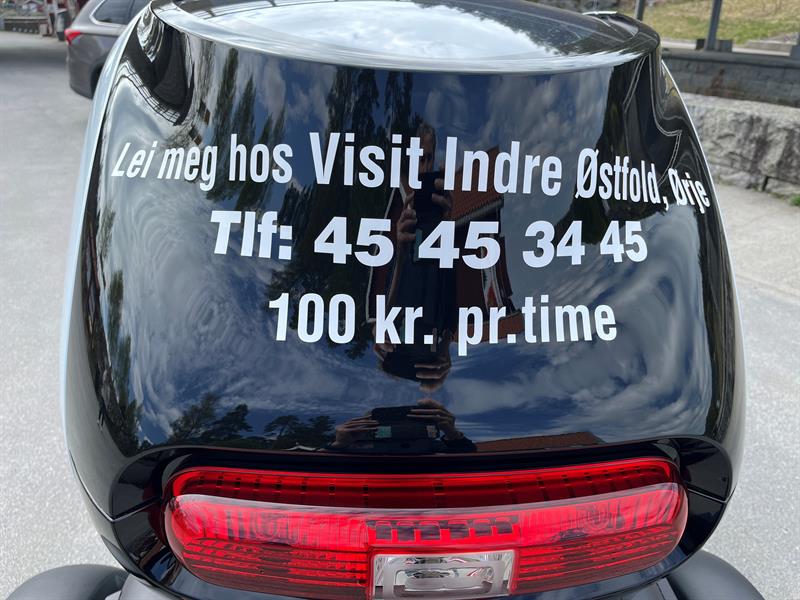 Lei meg hos Visit Indre Østfold, Ørje
Tlf: 45 45 34 45
100 kr. pr.time